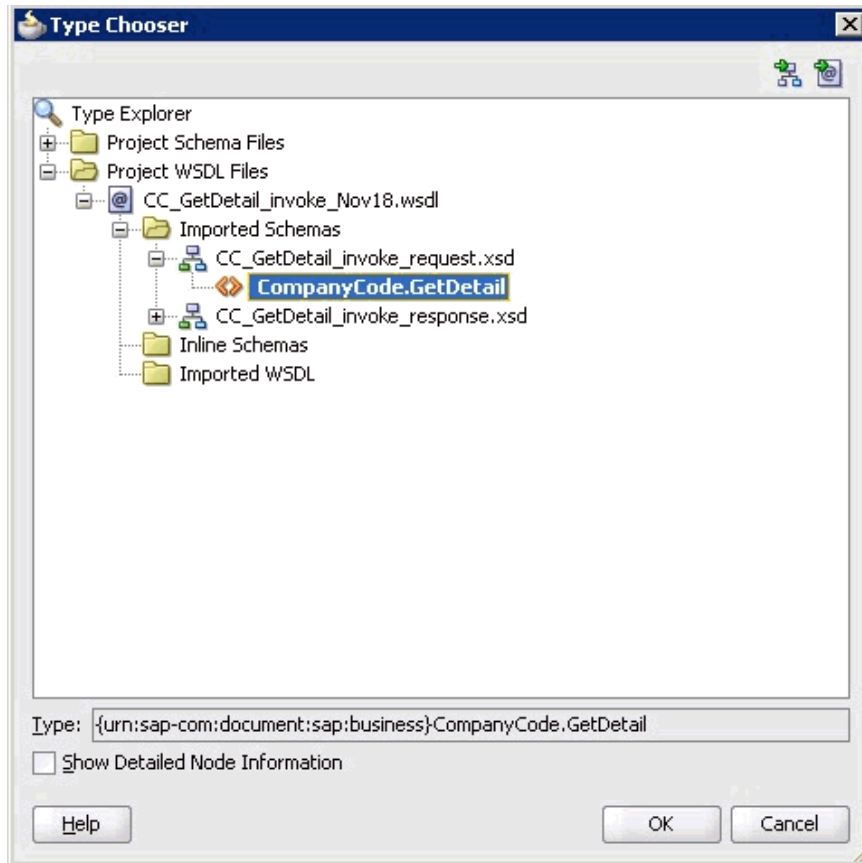 Type Chooser
Type Explorer
Project Schema Files
Project WSDL Files
CC_GetDetail_invoke_Nov18.wsdl
Imported Schemas
CC_GetDetail_invoke_request.xsd
CompanyCode.GetDetail
CC_GetDetail_invoke_response.xsd
Inline Schemas
Imported WSDL
Type: {urn:sap-com:document:sap:business}CompanyCode.GetDetail
Show Detailed Node Information
Help OK Cancel